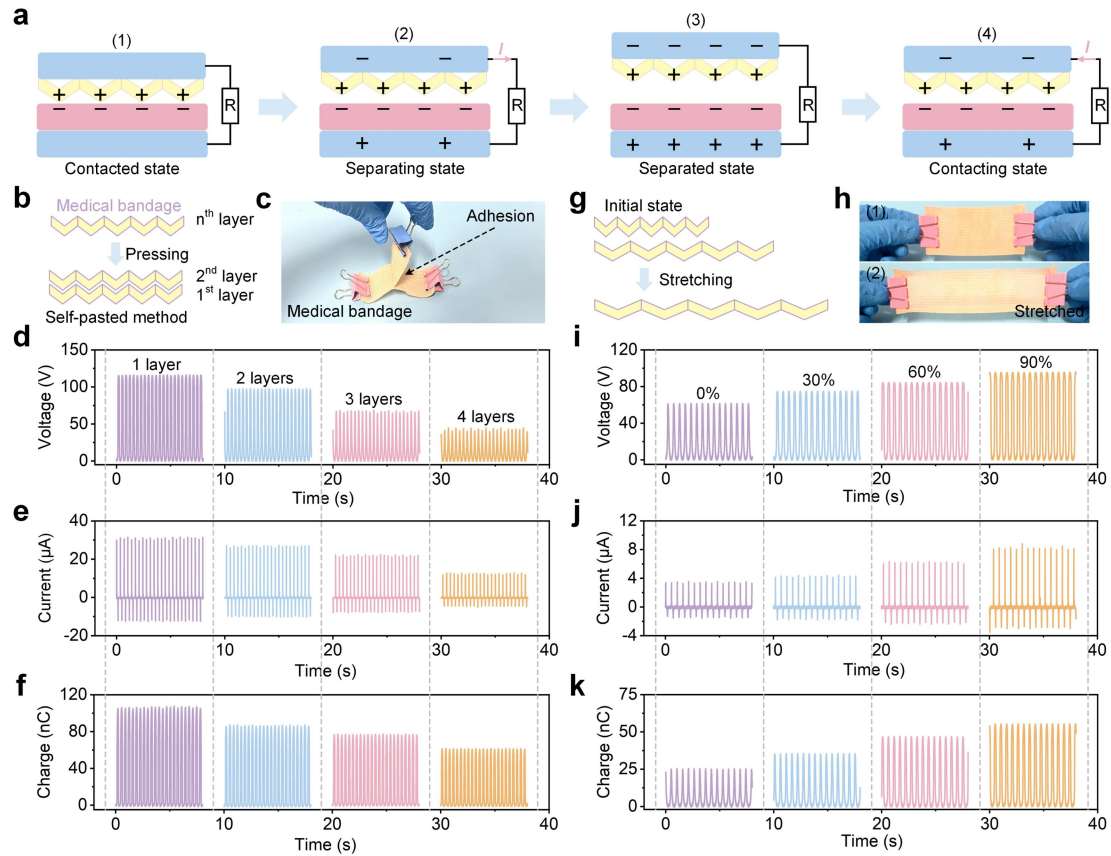 a
(1)
(2)
(3)
(4)
I
I
+ + + +
− − − −
R
− −
+ + + +
− − − −
+ +
R
− − − −
+ + + +
− − − −
+ + + +
R
− −
+ + + +
− − − −
+ +
R
Contacted state
Separating state
Separated state
Contacting state
b
Medical bandage
nth layer
Pressing
2nd layer
1st layer
Self-pasted method
c
Adhesion
Medical bandage
g
Initial state
Stretching
h
(1)
(2)
Stretched
d
Voltage (V)
150
100
50
0
1 layer
2 layers
3 layers
4 layers
0 10 20 30 40
Time (s)
e
Current (μA)
40
20
0
-20
0 10 20 30 40
Time (s)
f
Charge (nC)
120
80
40
0
0 10 20 30 40
Time (s)
i
Voltage (V)
120
80
40
0
0%
30%
60%
90%
0 10 20 30 40
Time (s)
j
Current (μA)
12
8
4
0
-4
0 10 20 30 40
Time (s)
k
Charge (nC)
75
50
25
0
0 10 20 30 40
Time (s)